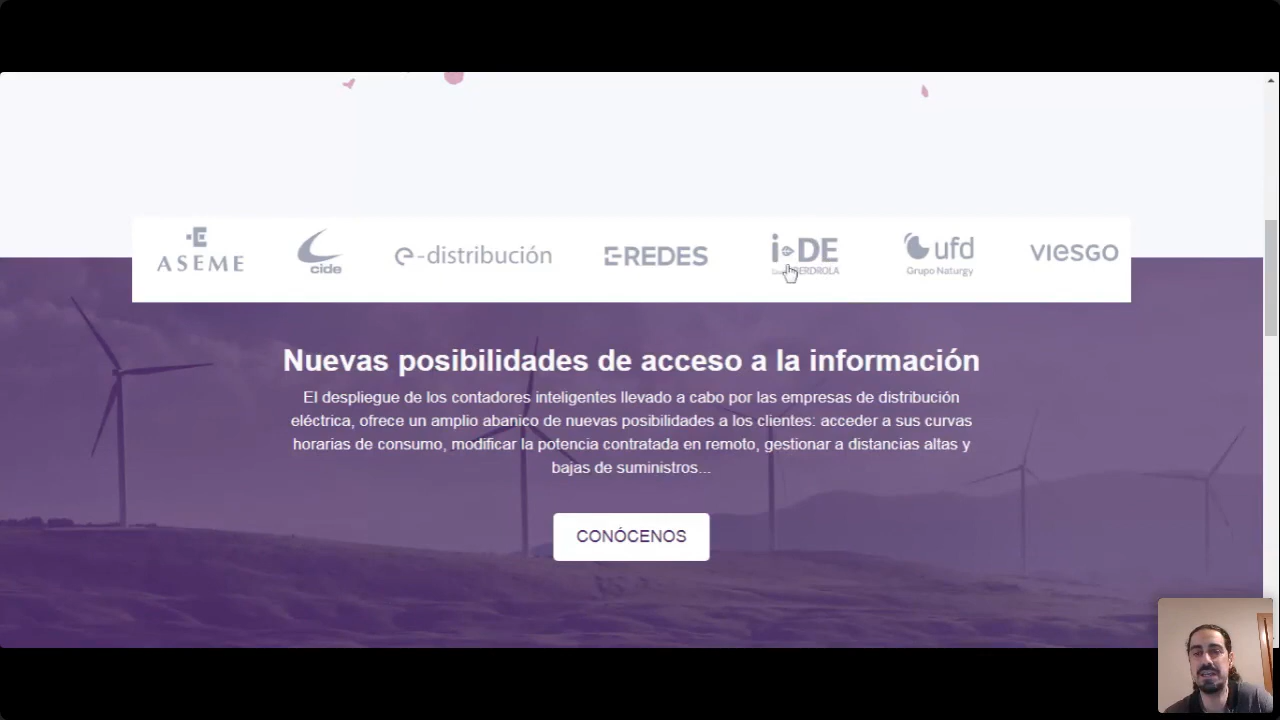 ASEME
cide
e-distribución
E-REDES
i-DE
ufd
Grupo Naturgy
viesgo
Nuevas posibilidades de acceso a la información
El despliegue de los contadores inteligentes llevado a cabo por las empresas de distribución
eléctrica, ofrece un amplio abanico de nuevas posibilidades a los clientes: acceder a sus curvas
horarias de consumo, modificar la potencia contratada en remoto, gestionar a distancias altas y
bajas de suministros...
CONÓCENOS